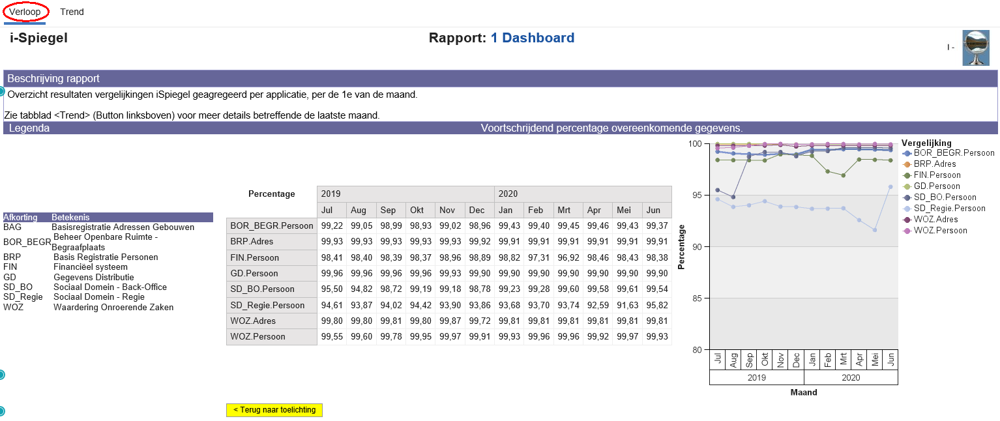 Verloop Trend
i-Spiegel Rapport: 1 Dashboard
I -
Beschrijving rapport
Overzicht resultaten vergelijkingen iSpiegel geagregeerd per applicatie, per de 1e van de maand.
Zie tabblad <Trend> (Button linksboven) voor meer details betreffende de laatste maand.
Legenda Voortschrijdend percentage overeenkomende gegevens.
Afkorting Betekenis
BAG Basisregistratie Adressen Gebouwen
BOR_BEGR Beheer Openbare Ruimte -
Begraafplaats
BRP Basis Registratie Personen
FIN Financiëel systeem
GD Gegevens Distributie
SD_BO Sociaal Domein - Back-Office
SD_Regie Sociaal Domein - Regie
WOZ Waardering Onroerende Zaken
Percentage 2019 2020
Jul Aug Sep Okt Nov Dec Jan Feb Mrt Apr Mei Jun
BOR_BEGR.Persoon 99,22 99,05 98,99 98,93 99,02 98,96 99,43 99,40 99,45 99,46 99,43 99,37
BRP.Adres 99,93 99,93 99,93 99,93 99,93 99,92 99,91 99,91 99,91 99,91 99,91 99,91
FIN.Persoon 98,41 98,40 98,39 98,37 98,96 98,89 98,82 97,31 96,92 98,46 98,43 98,38
GD.Persoon 99,96 99,96 99,96 99,96 99,93 99,90 99,90 99,90 99,90 99,90 99,90 99,90
SD_BO.Persoon 95,50 94,82 98,72 99,19 99,18 98,78 99,23 99,28 99,60 99,58 99,61 99,54
SD_Regie.Persoon 94,61 93,87 94,02 94,42 93,90 93,86 93,68 93,70 93,74 92,59 91,63 95,82
WOZ.Adres 99,80 99,80 99,81 99,80 99,87 99,72 99,81 99,81 99,81 99,81 99,81 99,81
WOZ.Persoon 99,55 99,60 99,78 99,95 99,97 99,91 99,93 99,96 99,96 99,92 99,97 99,93
< Terug naar toelichting
Percentage
100
95
90
85
80
Jul Aug Sep Okt Nov Dec Jan Feb Mrt Apr Mei Jun
2019 2020
Maand
Vergelijking
BOR_BEGR.Persoon
BRP.Adres
FIN.Persoon
GD.Persoon
SD_BO.Persoon
SD_Regie.Persoon
WOZ.Adres
WOZ.Persoon